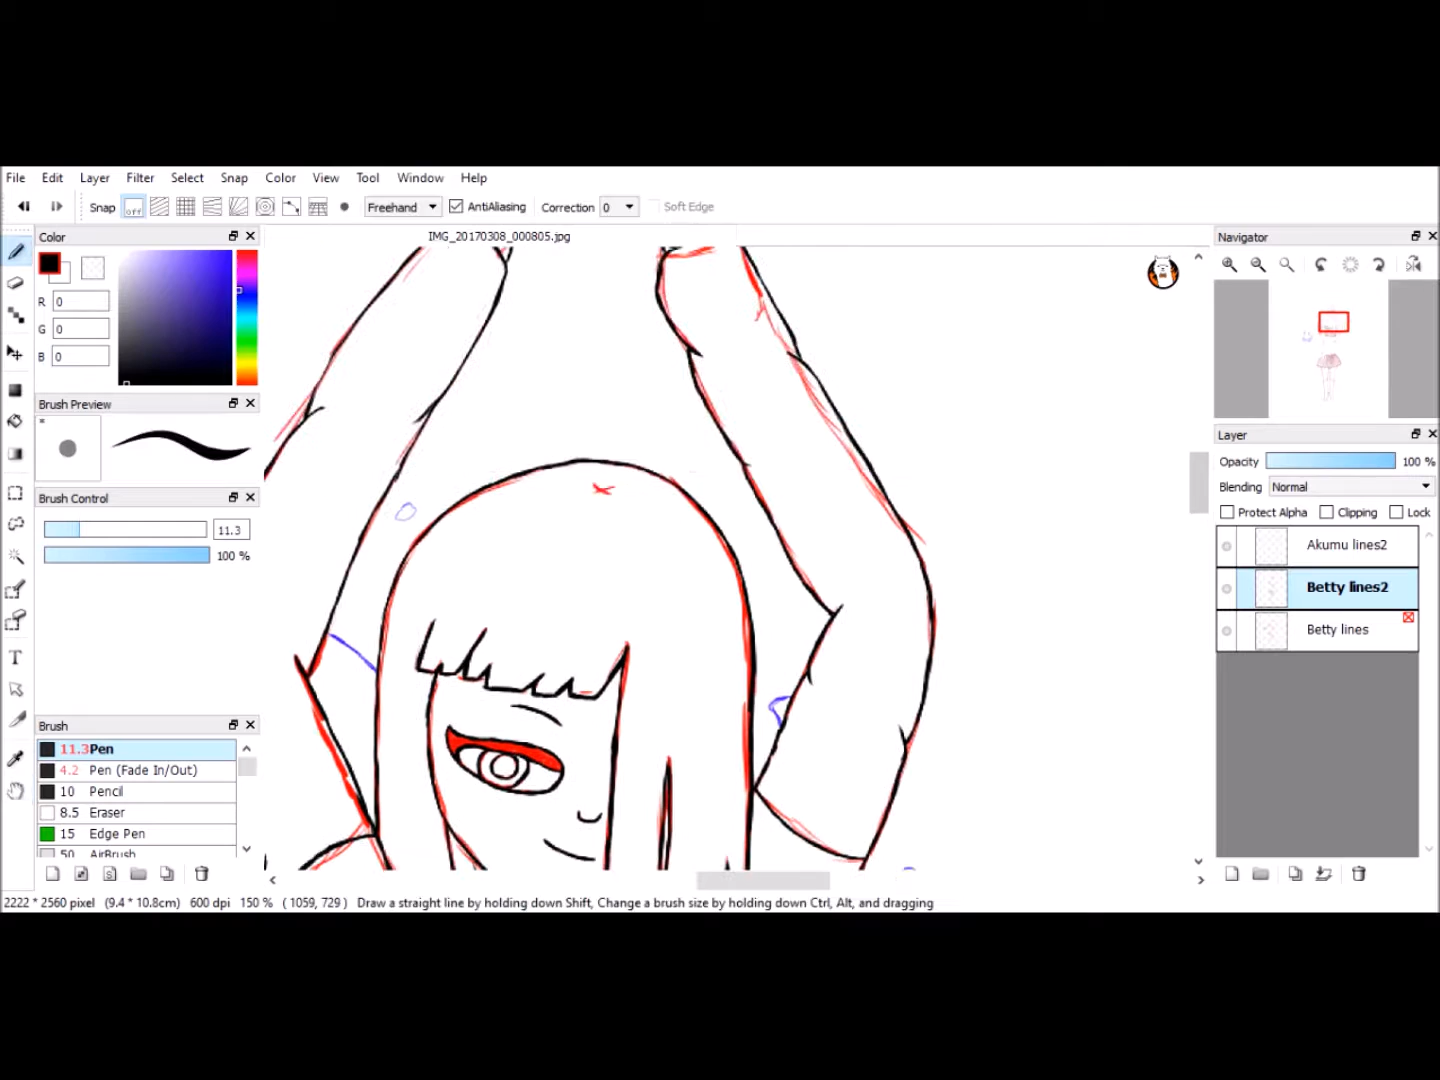 File Edit Layer Filter Select Snap Color View Tool Window Help
Snap off Freehand AntiAliasing Correction 0 Soft Edge
Color
IMG_20170308_000805.jpg
Navigator
R 0
G 0
B 0
Brush Preview
Layer
Opacity 100 %
Blending Normal
Brush Control
Protect Alpha Clipping Lock
11.3
100 %
Akumu lines2
Betty lines2
Betty lines
Brush
11.3 Pen
4.2 Pen (Fade In/Out)
10 Pencil
8.5 Eraser
15 Edge Pen
50 AirBrush
2222 * 2560 pixel (9.4 * 10.8cm) 600 dpi 150 % ( 1059, 729 ) Draw a straight line by holding down Shift, Change a brush size by holding down Ctrl, Alt, and dragging